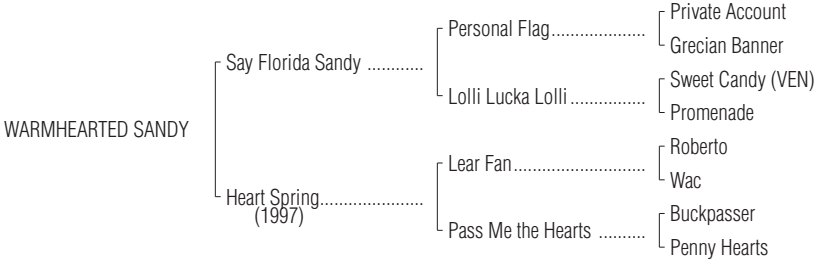 Private Account
Personal Flag....................
Grecian Banner
Say Florida Sandy ............
Sweet Candy (VEN)
Lolli Lucka Lolli ................
Promenade
WARMHEARTED SANDY
Roberto
Lear Fan............................
Wac
Heart Spring......................
(1997)
Buckpasser
Pass Me the Hearts ..........
Penny Hearts